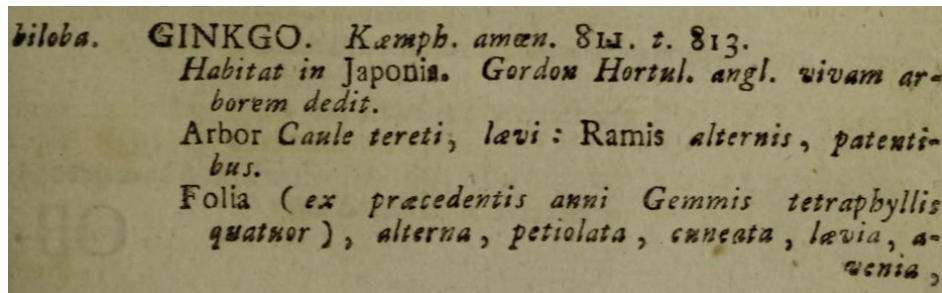 biloba. GINKGO. Kæmpb. amœn. 811. t. 813.
Habitat in Japonia. Gordon Hortul. angl. vivam ar-
borem dedit.
Arbor Caule tereti, lævi : Ramis alternis, patenti-
bus.
Folia (ex præcedentis anni Gemmis tetraphyllis
quatuor), alterna, petiolata, cuneata, lævia, a-
venia,